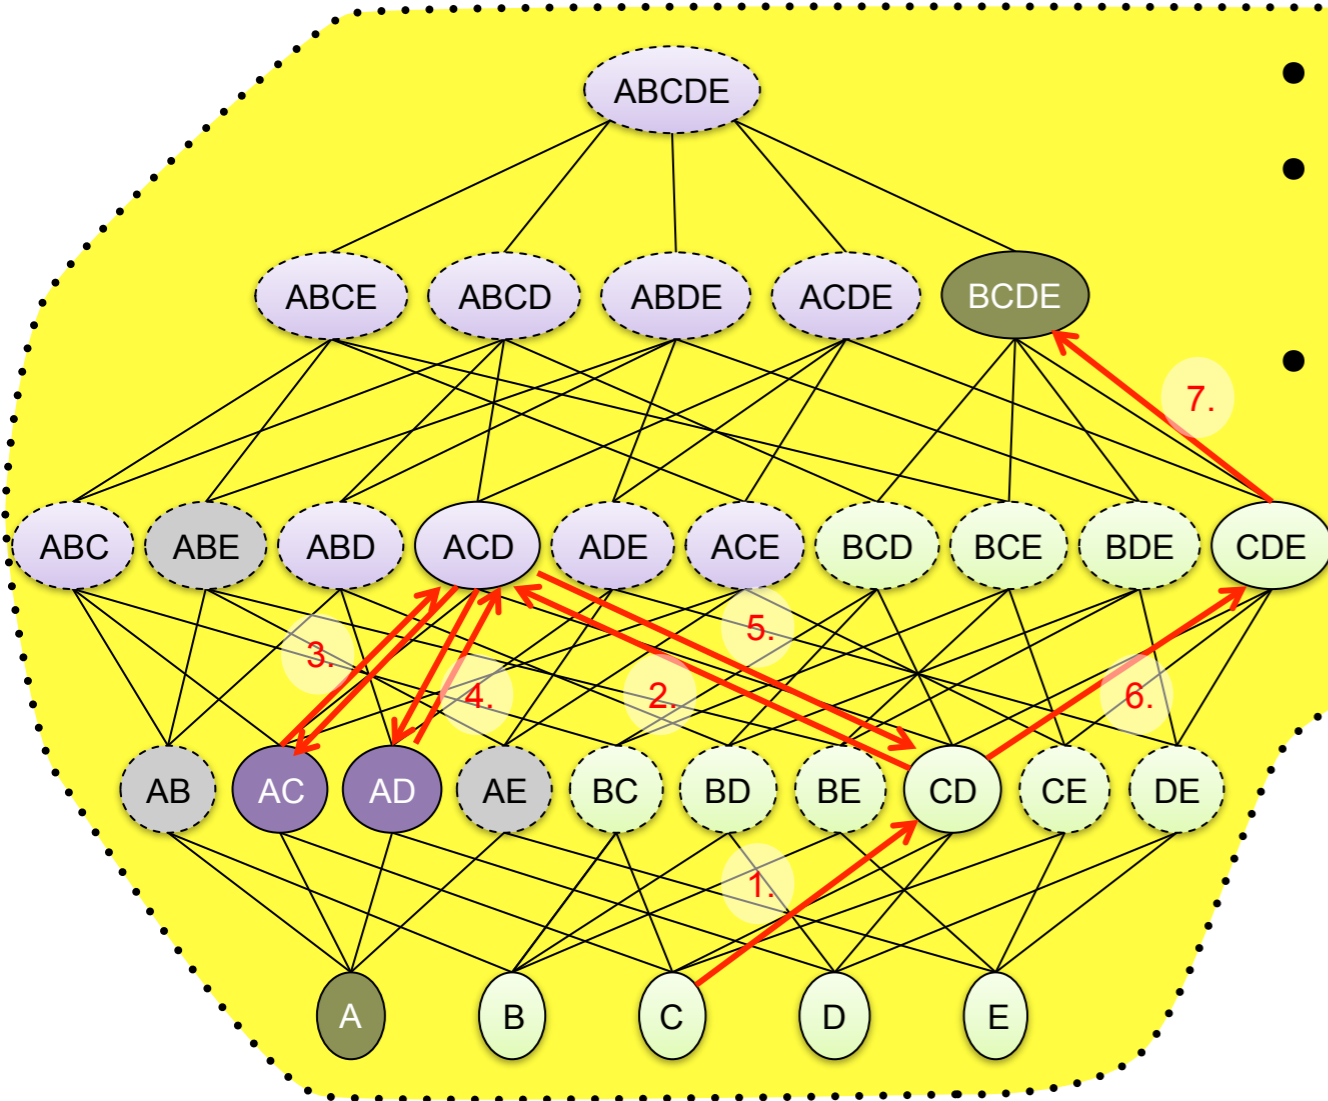 ABCDE
ABCE ABCD ABDE ACDE BCDE
7.
ABC ABE ABD ACD ADE ACE BCD BCE BDE CDE
3. 4. 2. 5. 6.
AB AC AD AE BC BD BE CD CE DE
1.
A B C D E